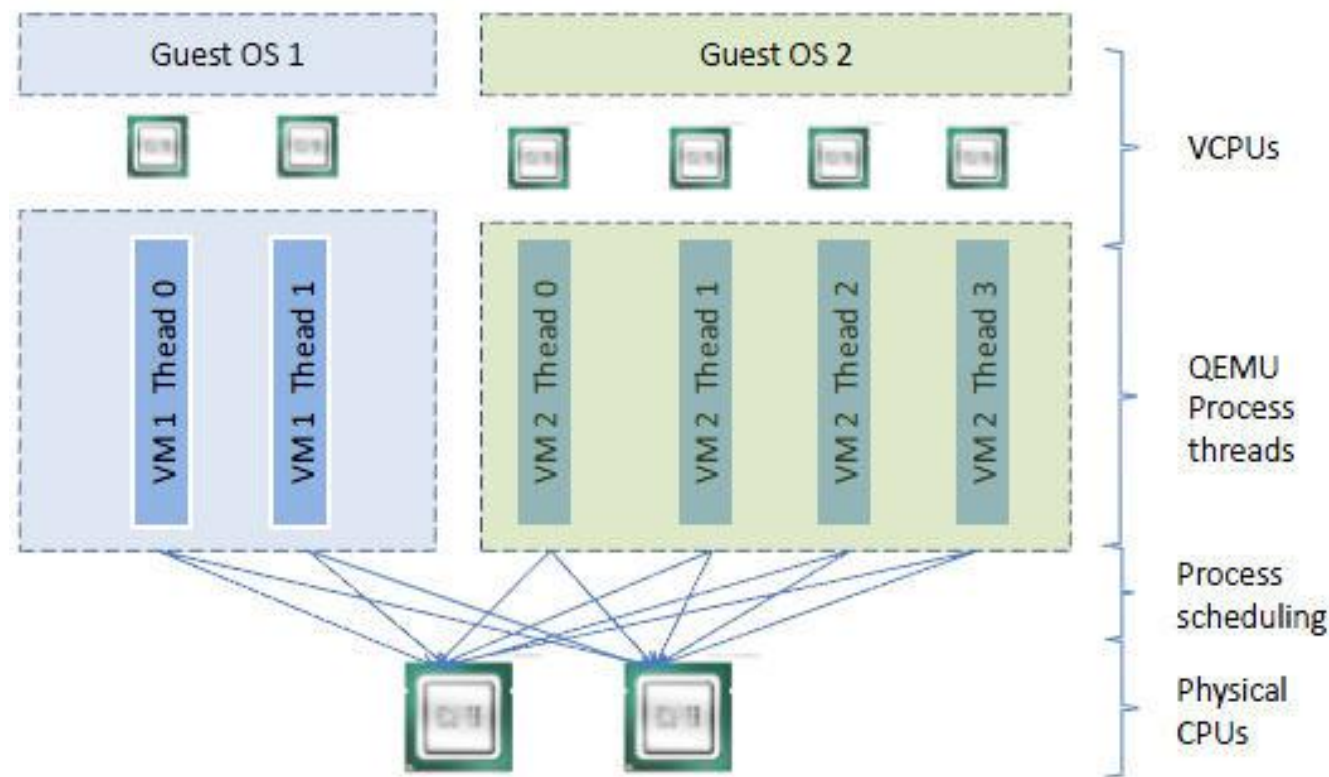 Guest OS 1
Guest OS 2
VCPUs
VM 1 Thead 0
VM 1 Thead 1
VM 2 Thead 0
VM 2 Thead 1
VM 2 Thead 2
VM 2 Thead 3
QEMU
Process
threads
Process
scheduling
Physical
CPUs